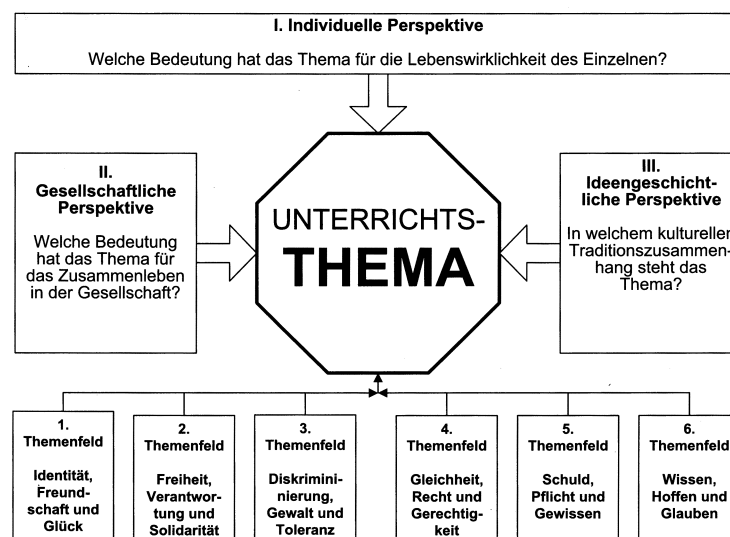 I. Individuelle Perspektive
Welche Bedeutung hat das Thema für die Lebenswirklichkeit des Einzelnen?
II.
Gesellschaftliche
Perspektive
Welche Bedeutung
hat das Thema für
das Zusammenleben
in der Gesellschaft?
UNTERRICHTS-
THEMA
III.
Ideengeschicht-
liche Perspektive
In welchem kulturellen
Traditionszusammen-
hang steht das
Thema?
1.
Themenfeld
Identität,
Freund-
schaft und
Glück
2.
Themenfeld
Freiheit,
Verantwor-
tung und
Solidarität
3.
Themenfeld
Diskrimini-
nierung,
Gewalt und
Toleranz
4.
Themenfeld
Gleichheit,
Recht und
Gerechtig-
keit
5.
Themenfeld
Schuld,
Pflicht und
Gewissen
6.
Themenfeld
Wissen,
Hoffen und
Glauben